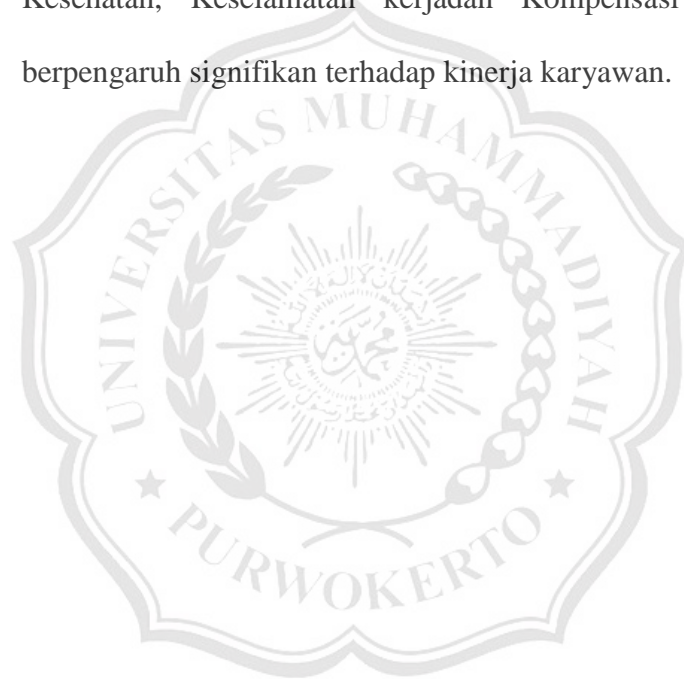 Kesehatan, Keselamatan kerjadan Kompensasi
berpengaruh signifikan terhadap kinerja karyawan.
UNIVERSITAS MUHAMMADIYAH
PURWOKERTO